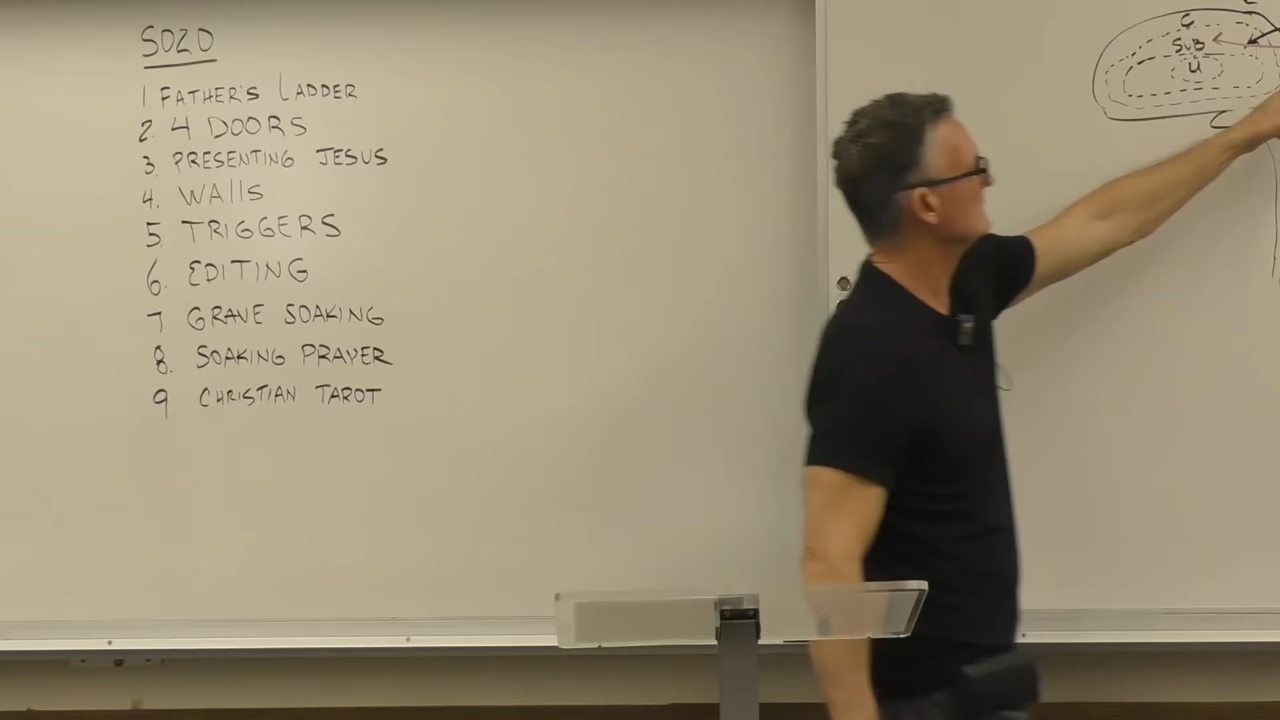 SOZO
1. FATHER'S LADDER
2. 4 DOORS
3. PRESENTING JESUS
4. WAllS
5. TRIGGERS
6. EDITING
7 GRAVE SOAKING
8. SOAKING PRAYER
9. CHRISTIAN TAROT
C
SUB
U